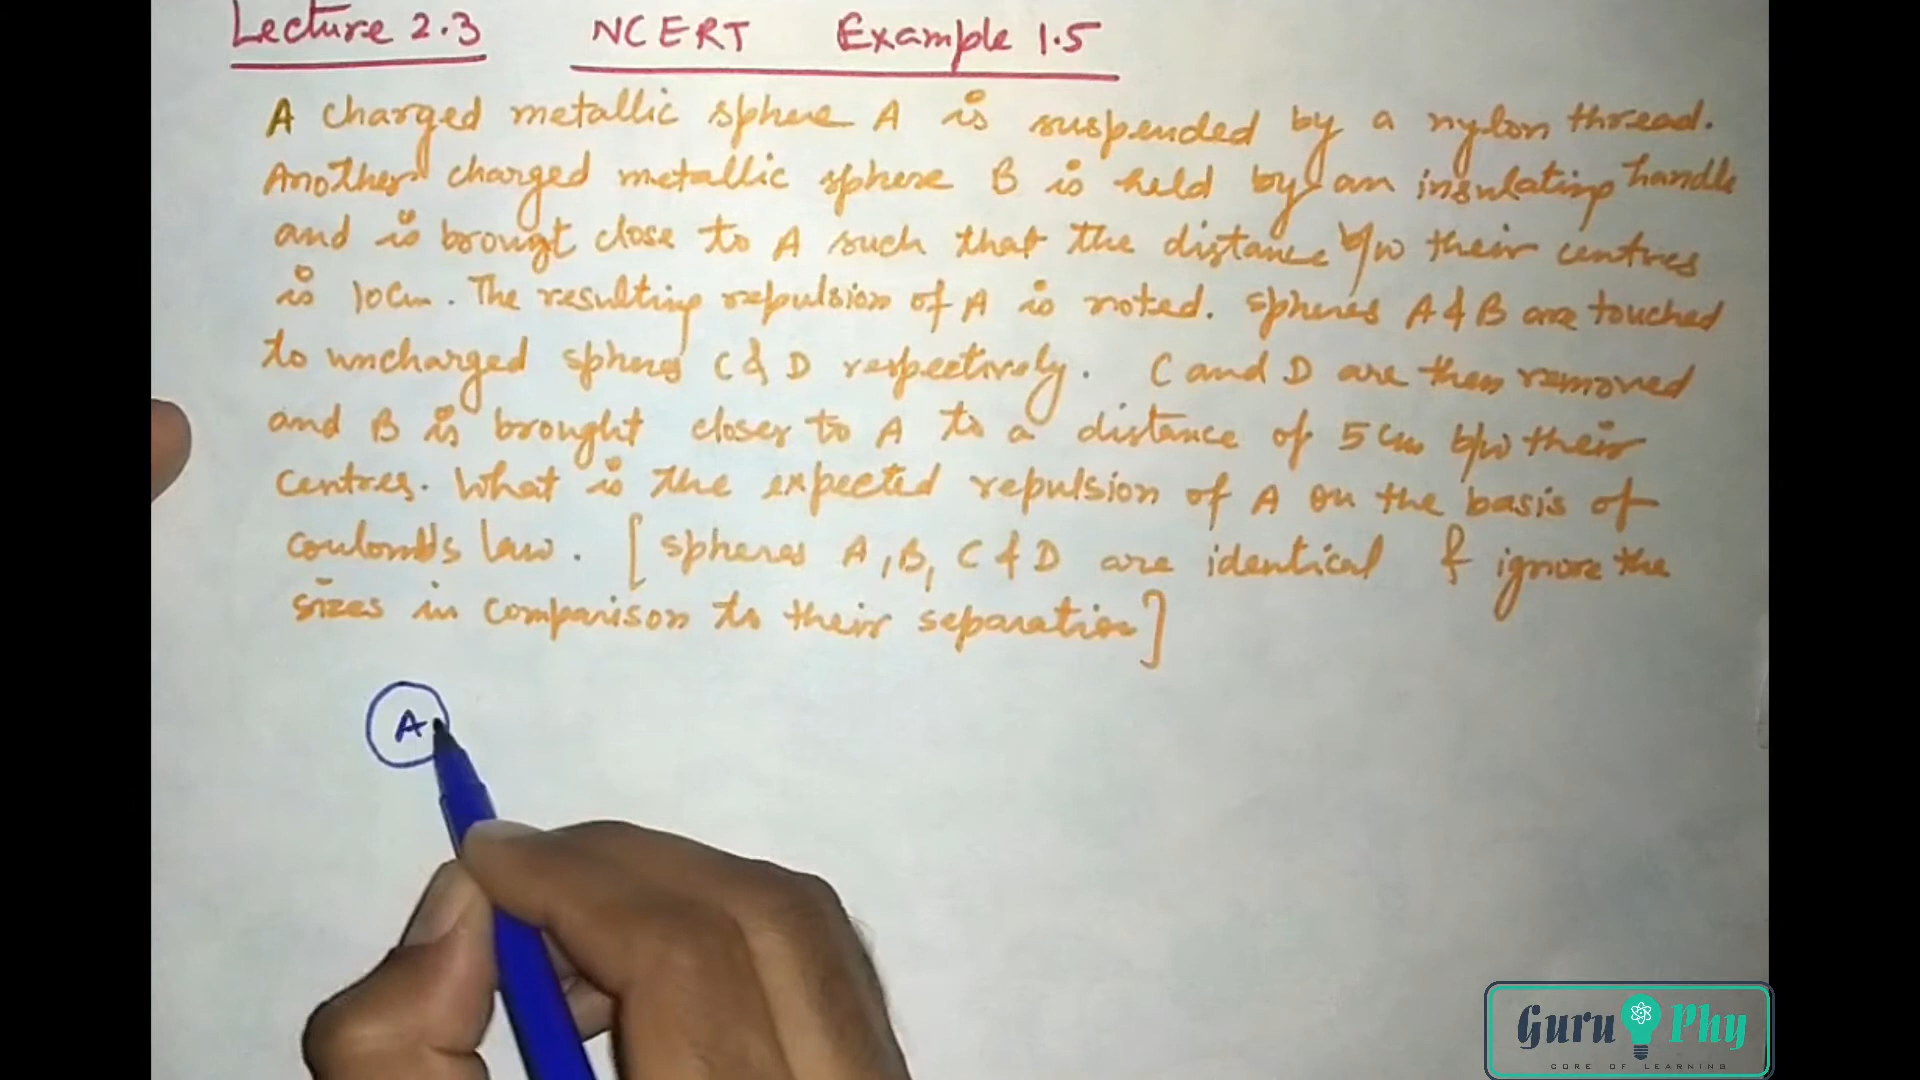 Lecture 2.3 NCERT Example 1.5
A charged metallic sphere A is suspended by a nylon thread.
Another charged metallic sphere B is held by an insulating handle
and is brougt close to A such that the distance b/w their centres
is 10cm. The resulting repulsion of A is noted. spheres A & B are touched
to uncharged spheres C & D respectively. C and D are then removed
and B is brought closer to A to a distance of 5cm b/w their
centres. What is the expected repulsion of A on the basis of
coulomb's law. [spheres A, B, C & D are identical & ignore the
sizes in comparison to their separation]
A
Guru Phy
CORE OF LEARNING